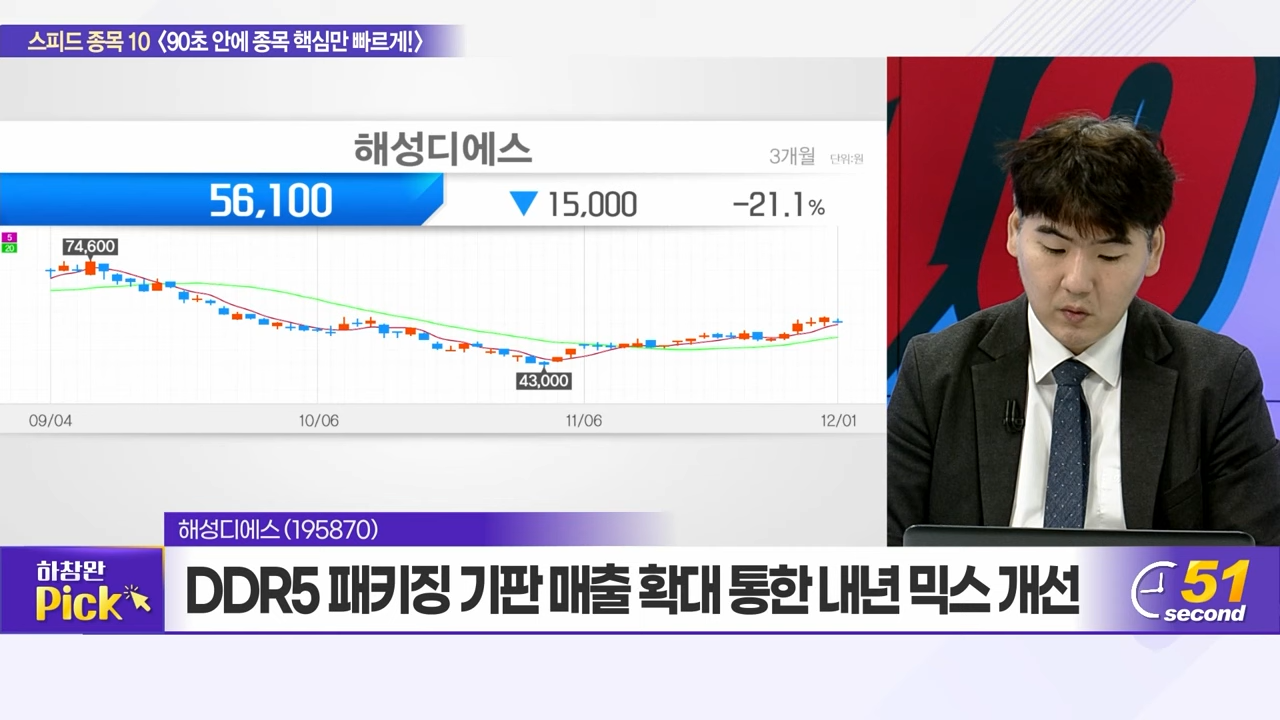 스피드 종목 10 <90초 안에 종목 핵심만 빠르게!>
해성디에스
3개월 단위:원
56,100 ▼ 15,000 -21.1%
5
20
74,600
43,000
09/04 10/06 11/06 12/01
해성디에스(195870)
하창완
Pick
DDR5 패키징 기판 매출 확대 통한 내년 믹스 개선
51
second